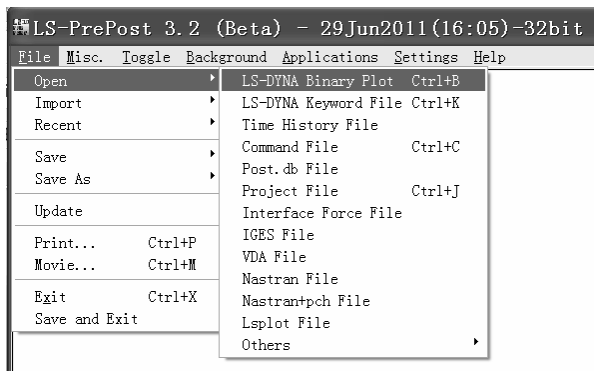 LS-PrePost 3.2 (Beta) - 29Jun2011(16:05)-32bit
File Misc. Toggle Background Applications Settings Help
Open
Import
Recent
Save
Save As
Update
Print... Ctrl+P
Movie... Ctrl+M
Exit Ctrl+X
Save and Exit
LS-DYNA Binary Plot Ctrl+B
LS-DYNA Keyword File Ctrl+K
Time History File
Command File Ctrl+C
Post.db File
Project File Ctrl+J
Interface Force File
IGES File
VDA File
Nastran File
Nastran+pch File
Lsplot File
Others